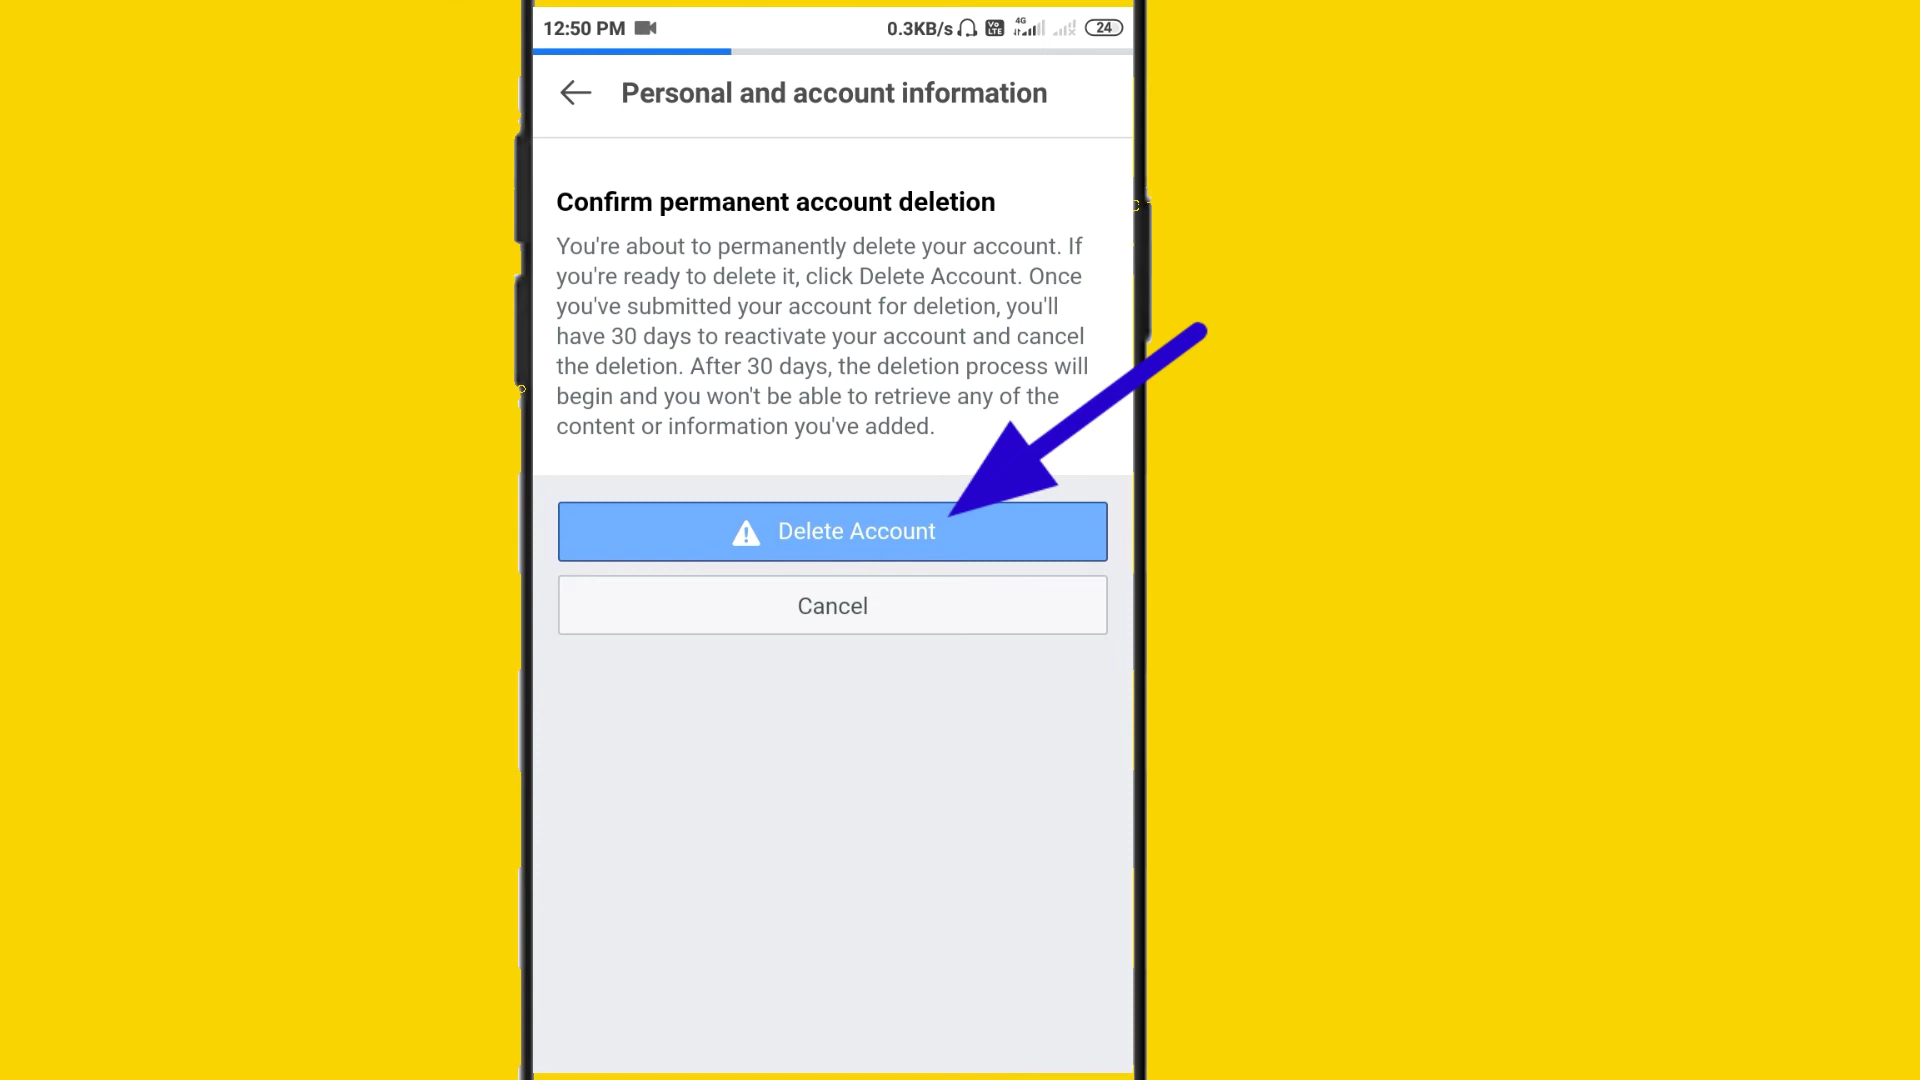 12:50 PM 0.3KB/s Vo LTE 4G 24
Personal and account information
Confirm permanent account deletion
You're about to permanently delete your account. If
you're ready to delete it, click Delete Account. Once
you've submitted your account for deletion, you'll
have 30 days to reactivate your account and cancel
the deletion. After 30 days, the deletion process will
begin and you won't be able to retrieve any of the
content or information you've added.
Delete Account
Cancel